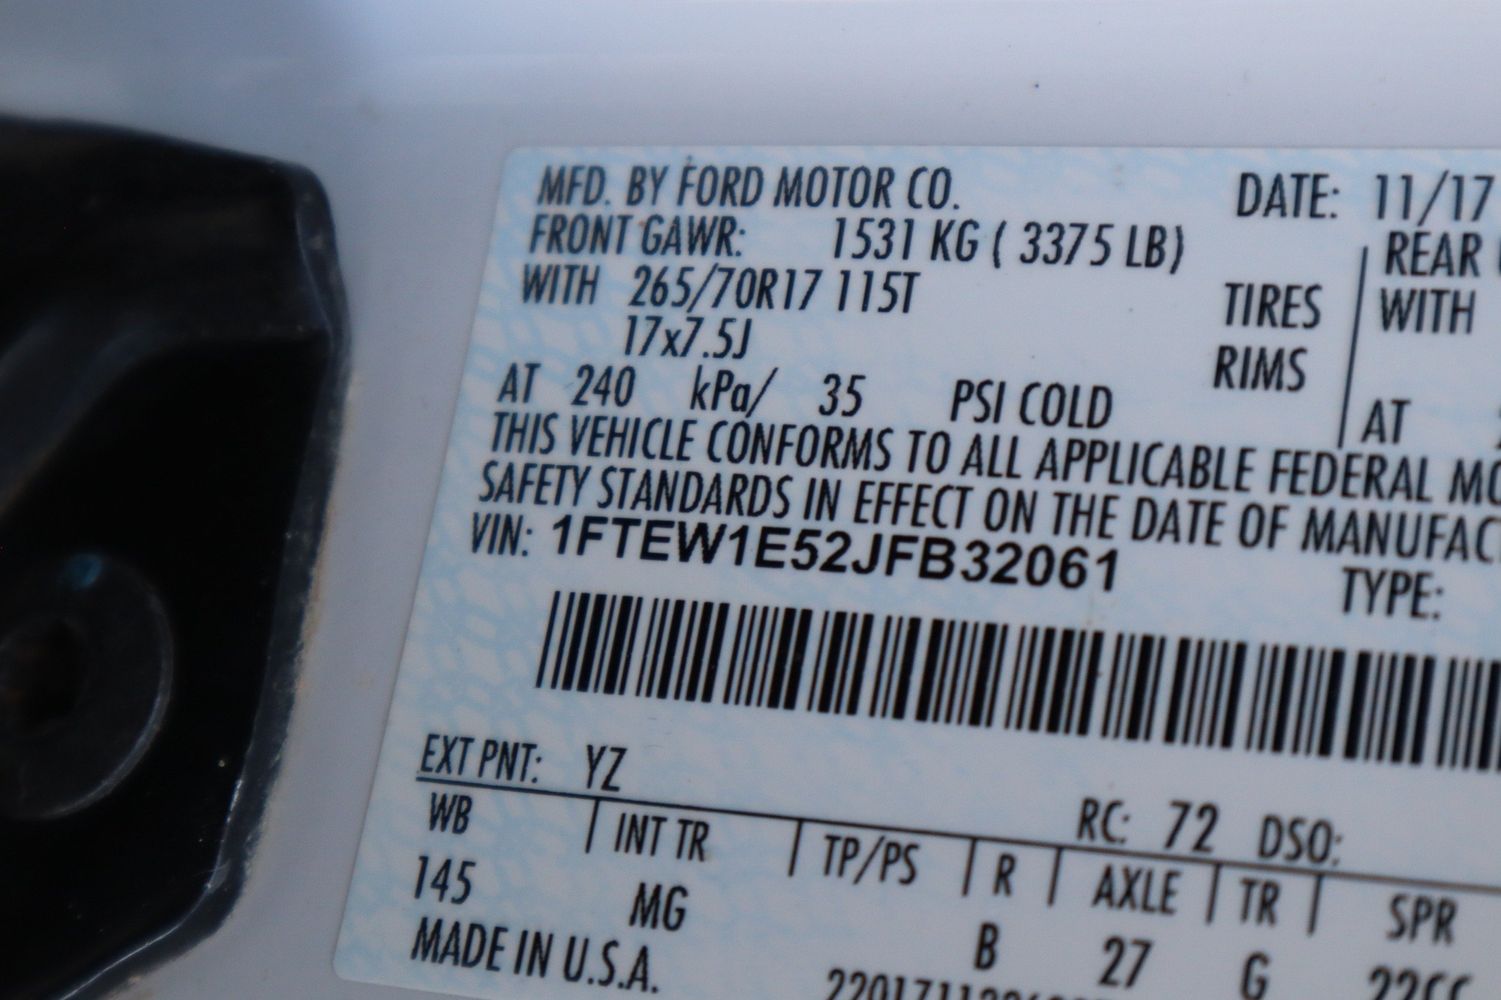 MFD. BY FORD MOTOR CO. DATE: 11/17
FRONT GAWR: 1531 KG ( 3375 LB) REAR
WITH 265/70R17 115T TIRES WITH
17x7.5J RIMS
AT 240 kPa/ 35 PSI COLD AT
THIS VEHICLE CONFORMS TO ALL APPLICABLE FEDERAL
SAFETY STANDARDS IN EFFECT ON THE DATE OF
VIN: 1FTEW1E52JFB32061
TYPE:
EXT PNT: YZ RC: 72 DSO:
WB INT TR TP/PS R AXLE TR SPR
145 MG B 27 G
MADE IN U.S.A.